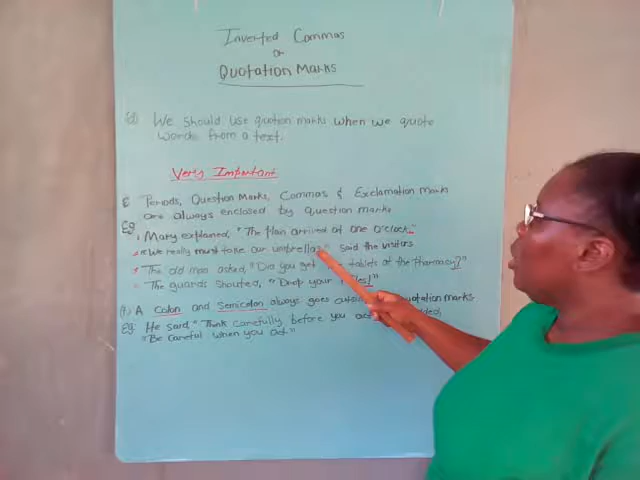 Inverted Commas
or
Quotation Marks
(d) We should use quotion marks when we quote
words from a text.
Very Important
E Periods, Question Marks, Commas & Exclamation marks
are always enclosed by question marks
Eg
1 Mary explained, "The plan arrived at one o'clock."
"We really must take our umbrellas," said the visitors
The old man asked, "Did you get tablets at the pharmacy?"
The guards shouted, "Drop your
(f) A Colon and Semicolon always goes quotation marks
Eg: He said, "Think carefully before you act
"Be careful when you act."